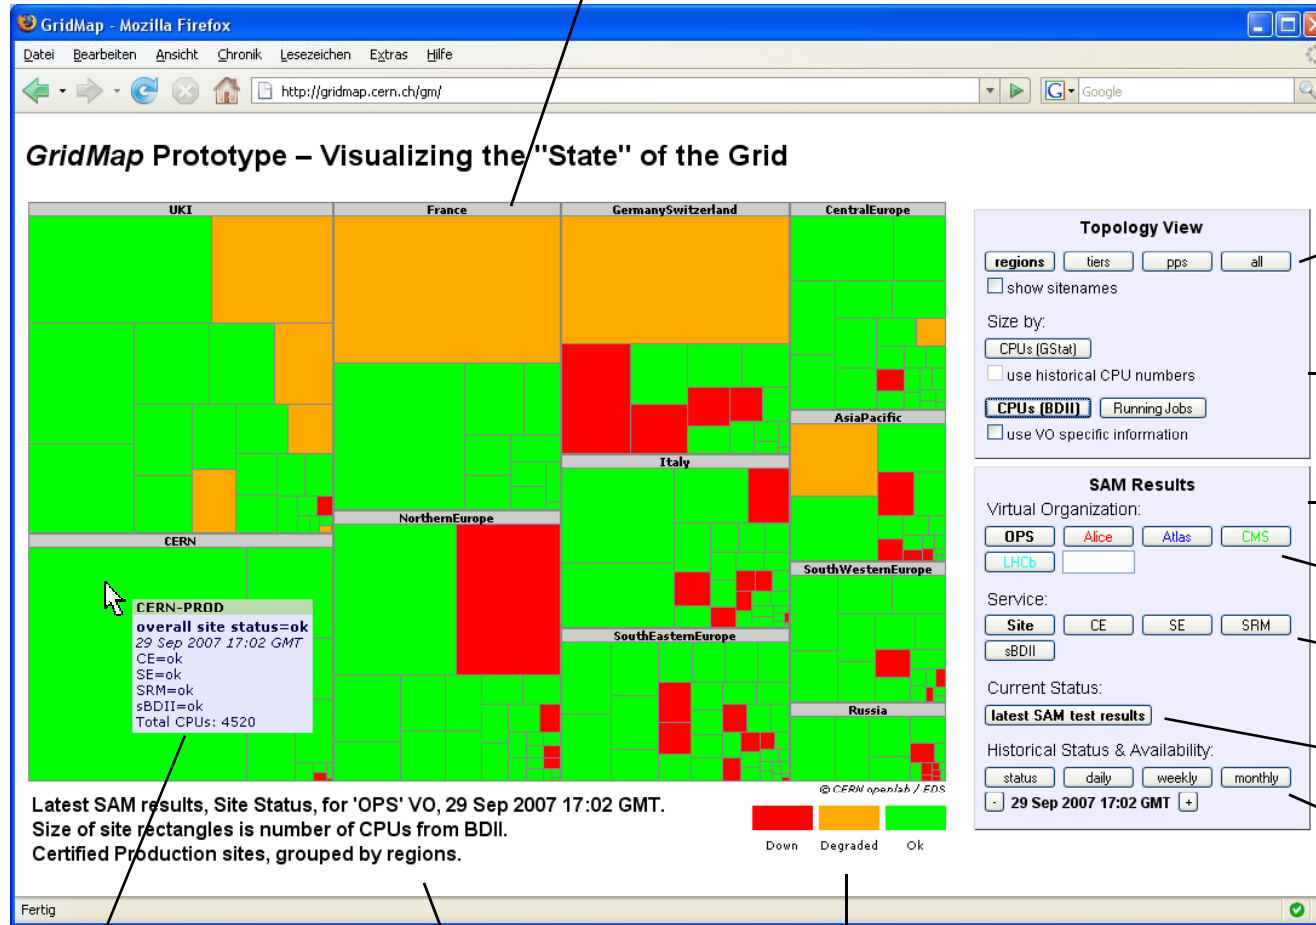 GridMap - Mozilla Firefox
Datei Bearbeiten Ansicht Chronik Lesezeichen Extras Hilfe
http://gridmap.cern.ch/gm/
G Google
GridMap Prototype – Visualizing the "State" of the Grid
UKI
France
GermanySwitzerland
CentralEurope
AsiaPacific
Italy
NorthernEurope
CERN
SouthWesternEurope
SouthEasternEurope
Russia
CERN-PROD
overall site status=ok
29 Sep 2007 17:02 GMT
CE=ok
SE=ok
SRM=ok
sBDII=ok
Total CPUs: 4520
© CERN openlab / EDS
Latest SAM results, Site Status, for 'OPS' VO, 29 Sep 2007 17:02 GMT.
Size of site rectangles is number of CPUs from BDII.
Certified Production sites, grouped by regions.
Down Degraded Ok
Topology View
regions tiers pps all
show sitenames
Size by:
CPUs (GStat)
use historical CPU numbers
CPUs (BDII) Running Jobs
use VO specific information
SAM Results
Virtual Organization:
OPS Alice Atlas CMS
LHCb
Service:
Site CE SE SRM
sBDII
Current Status:
latest SAM test results
Historical Status & Availability:
status daily weekly monthly
- 29 Sep 2007 17:02 GMT +
Fertig